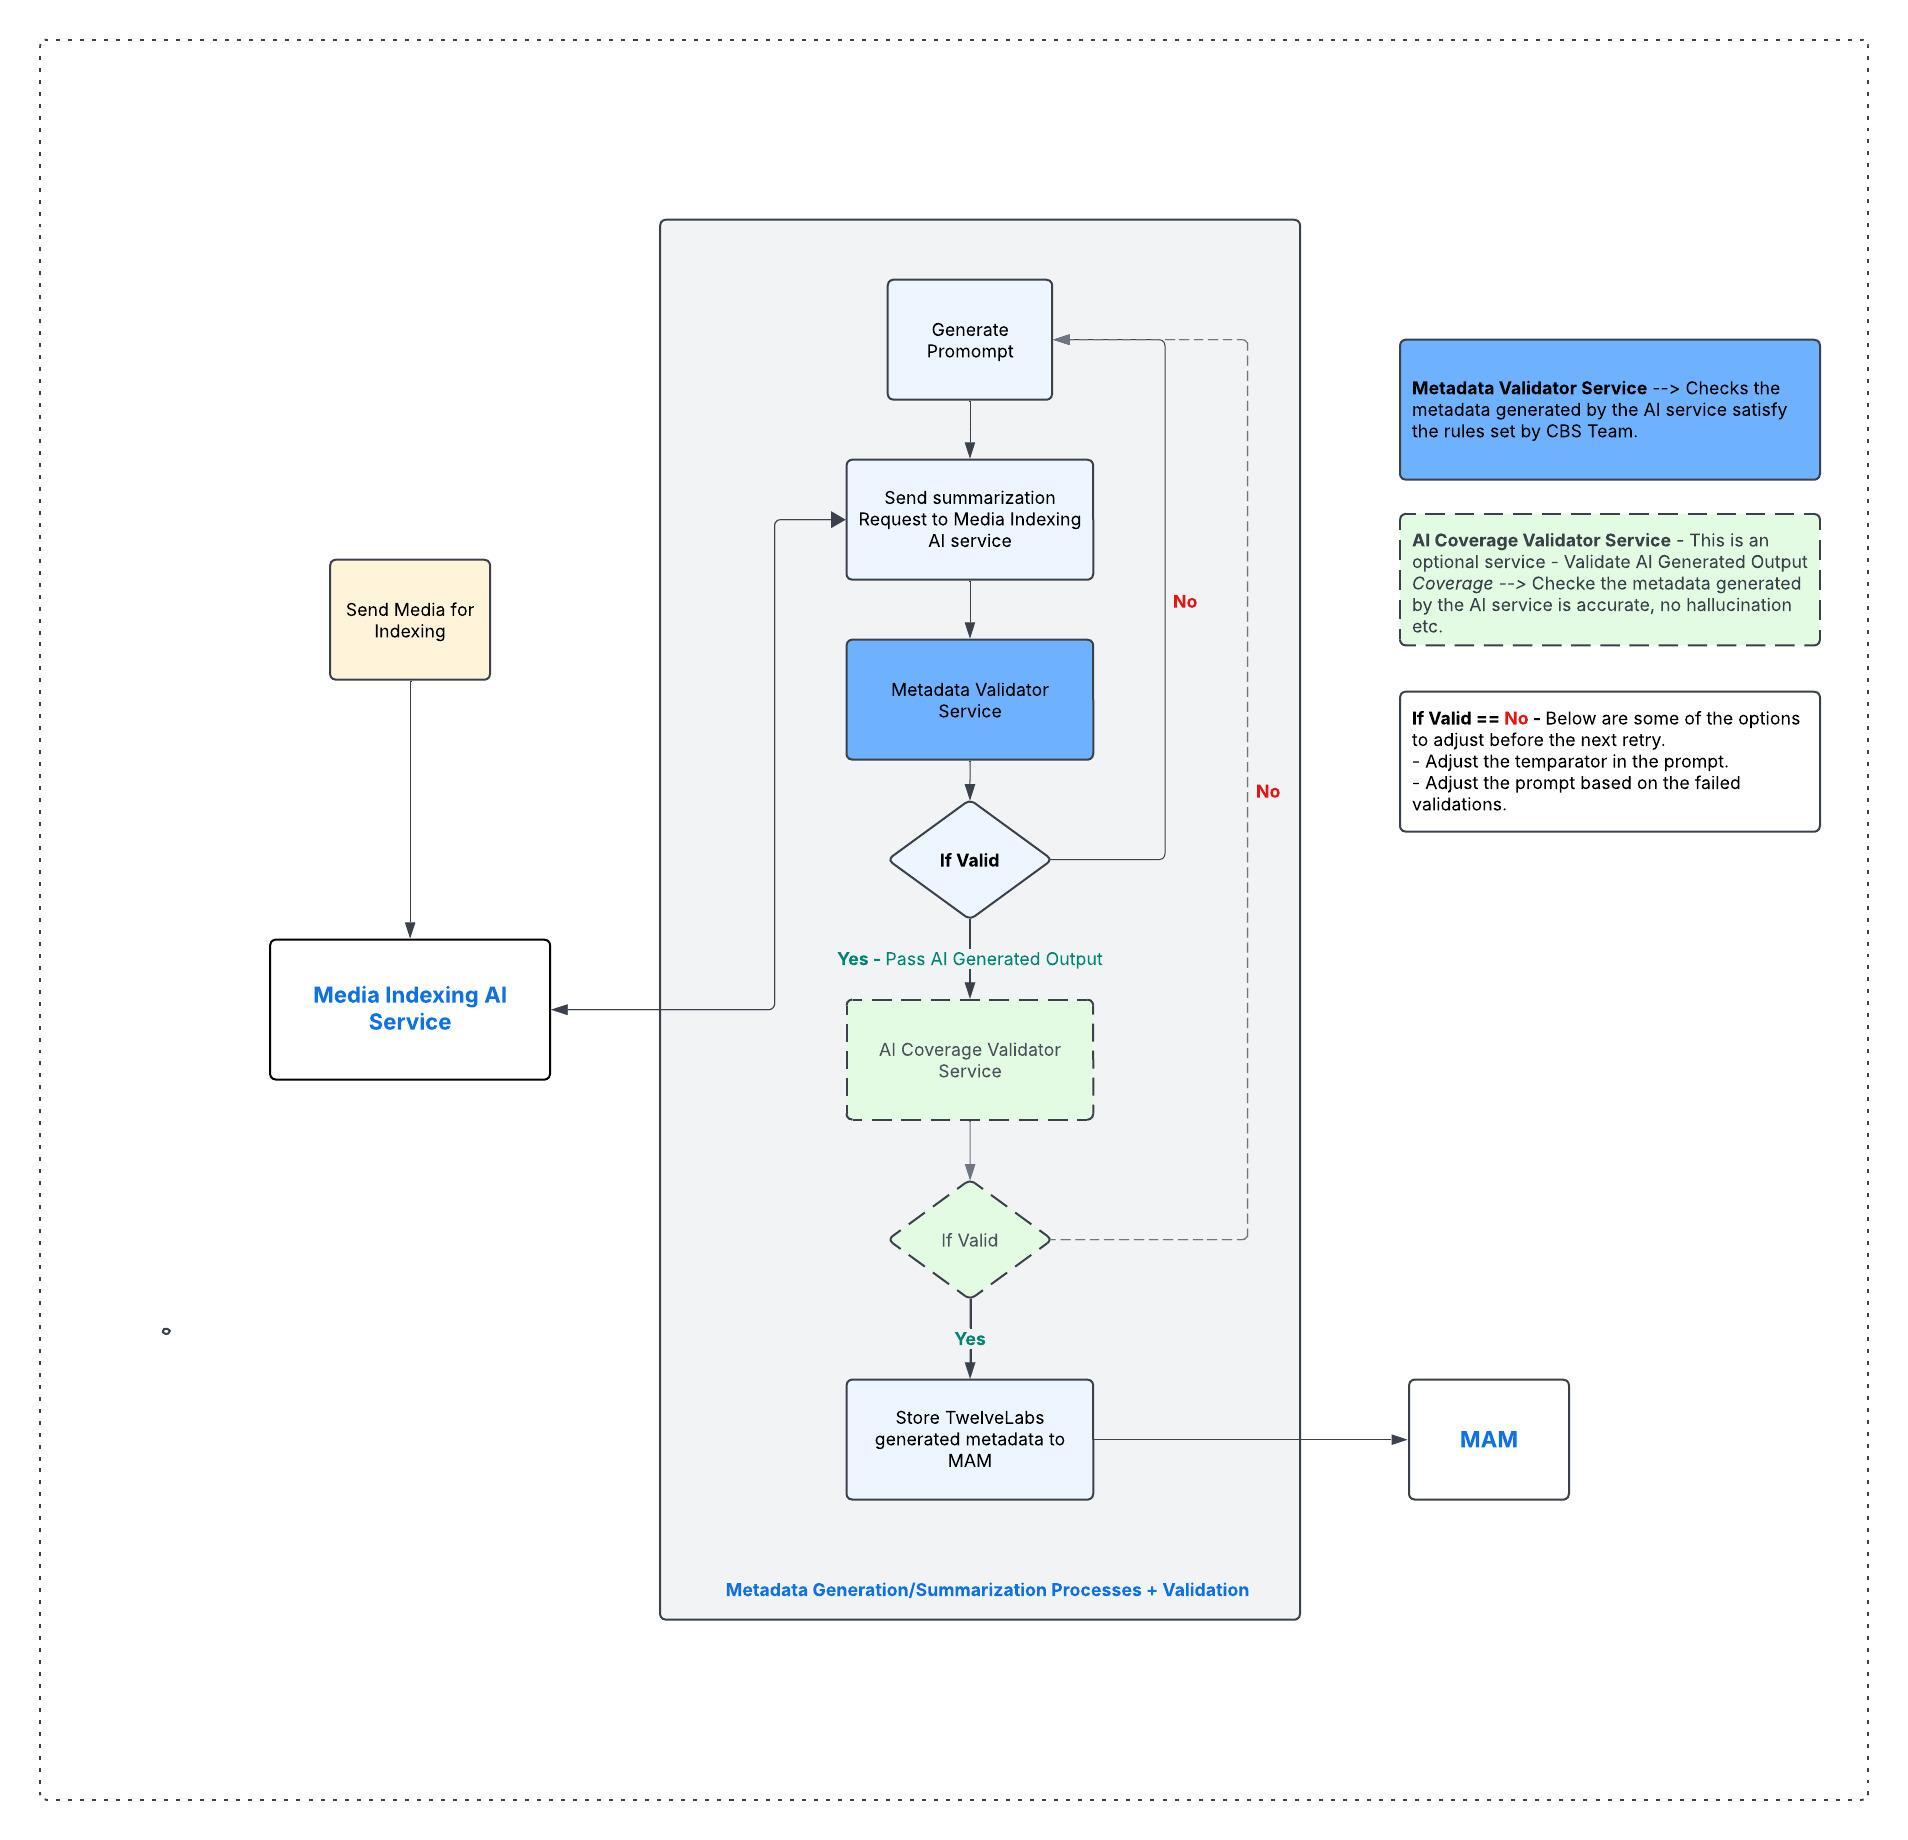 Generate
Promompt
Metadata Validator Service --> Checks the
metadata generated by the AI service satisfy
the rules set by CBS Team.
Send summarization
Request to Media Indexing
AI service
AI Coverage Validator Service - This is an
optional service - Validate AI Generated Output
Coverage --> Checke the metadata generated
by the AI service is accurate, no hallucination
etc.
Send Media for
Indexing
No
Metadata Validator
Service
If Valid == No - Below are some of the options
to adjust before the next retry.
- Adjust the temparator in the prompt.
- Adjust the prompt based on the failed
validations.
No
If Valid
Yes - Pass AI Generated Output
Media Indexing AI
Service
AI Coverage Validator
Service
If Valid
Yes
Store TwelveLabs
generated metadata to
MAM
MAM
Metadata Generation/Summarization Processes + Validation